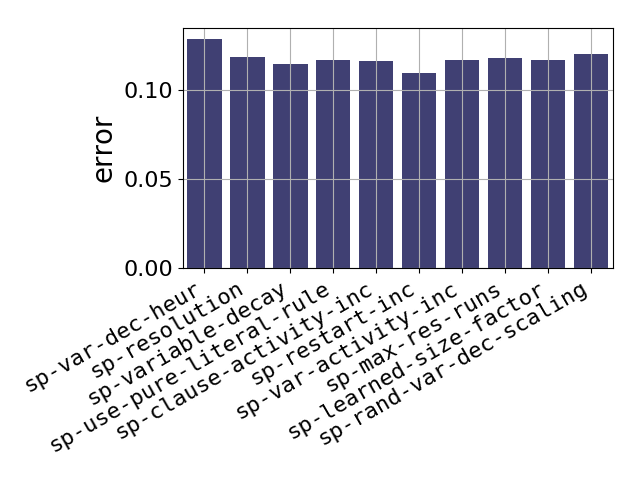 error
0.10
0.05
0.00
sp-var-dec-heur
sp-resolution
sp-variable-decay
sp-use-pure-literal-rule
sp-clause-activity-inc
sp-restart-inc
sp-var-activity-inc
sp-max-res-runs
sp-learned-size-factor
sp-rand-var-dec-scaling